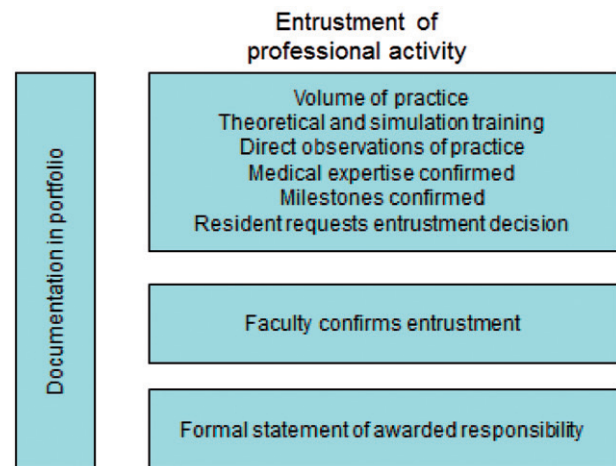 Entrustment of
professional activity
Documentation in portfolio
Volume of practice
Theoretical and simulation training
Direct observations of practice
Medical expertise confirmed
Milestones confirmed
Resident requests entrustment decision
Faculty confirms entrustment
Formal statement of awarded responsibility